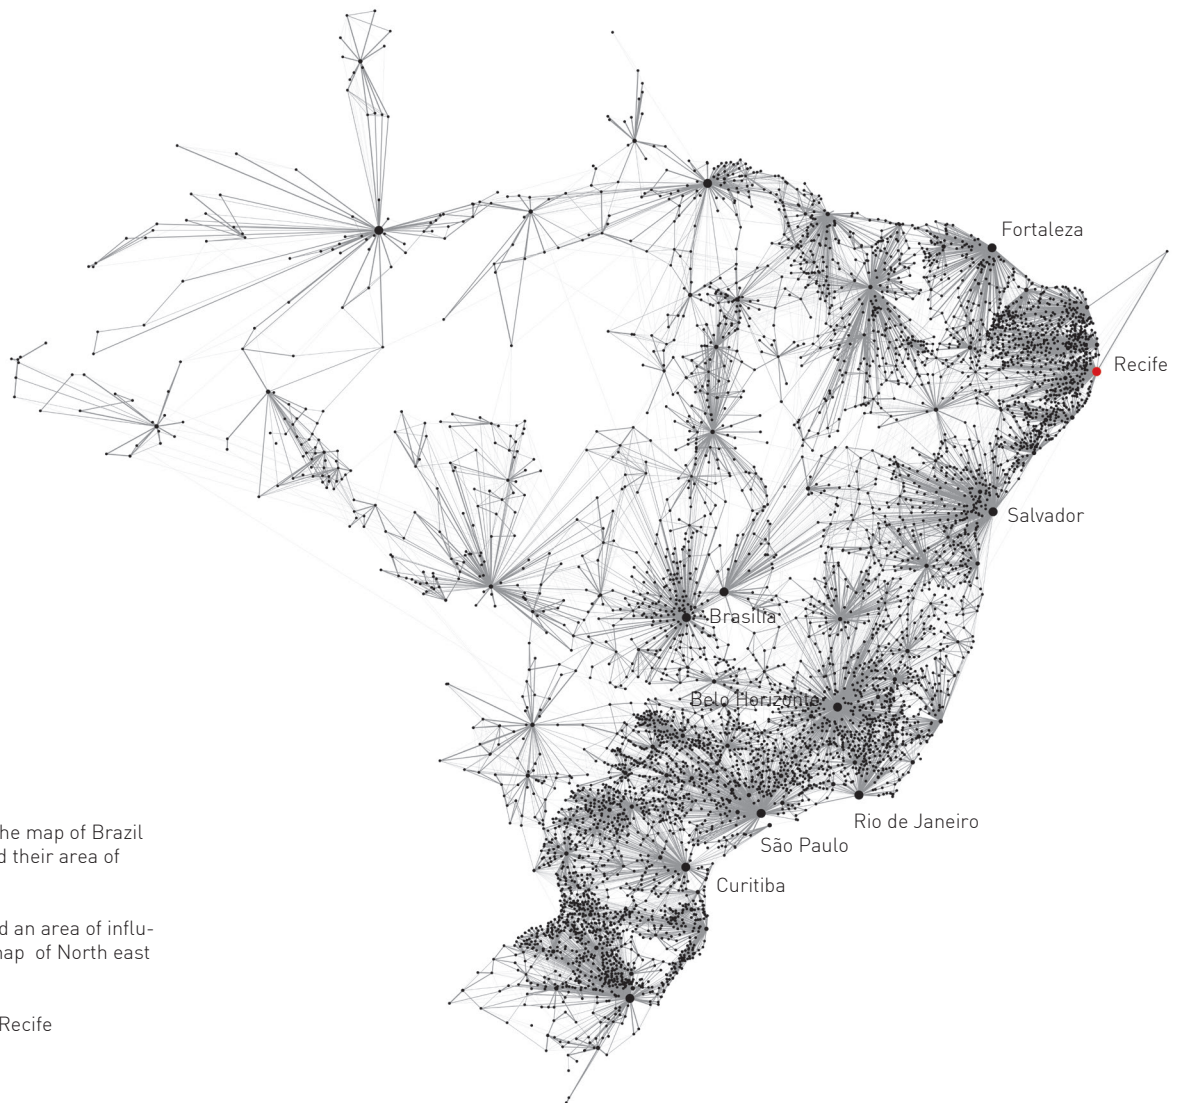 Fortaleza
Recife
Salvador
Brasília
Belo Horizonte
Rio de Janeiro
São Paulo
Curitiba
he map of Brazil
d their area of
d an area of influ-
nap of North east
Recife